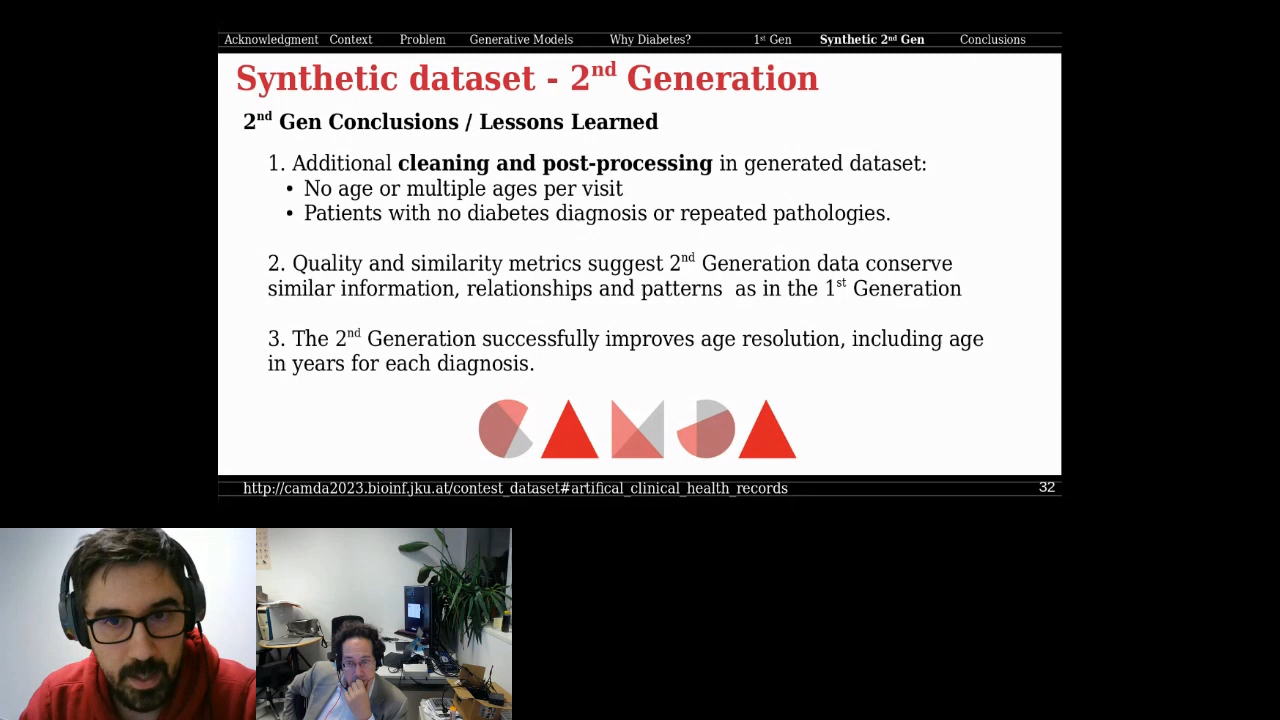 Acknowledgment Context Problem Generative Models Why Diabetes? 1st Gen Synthetic 2nd Gen Conclusions
Synthetic dataset - 2nd Generation
2nd Gen Conclusions / Lessons Learned
1. Additional cleaning and post-processing in generated dataset:
• No age or multiple ages per visit
• Patients with no diabetes diagnosis or repeated pathologies.
2. Quality and similarity metrics suggest 2nd Generation data conserve
similar information, relationships and patterns as in the 1st Generation
3. The 2nd Generation successfully improves age resolution, including age
in years for each diagnosis.
CAMDA
http://camda2023.bioinf.jku.at/contest_dataset#artifical_clinical_health_records 32